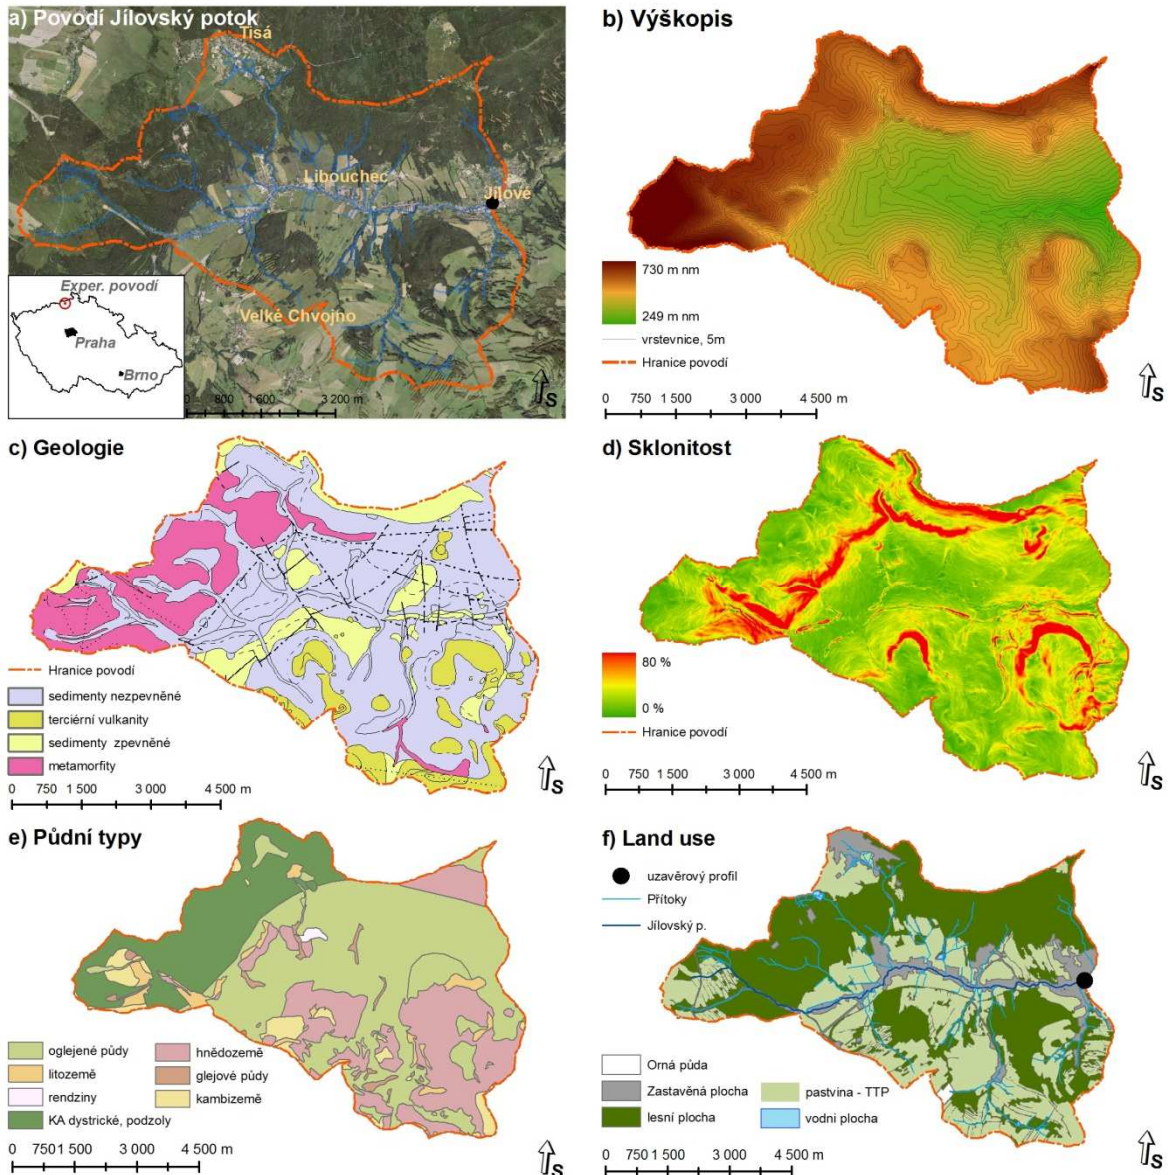 a) Povodí Jílovský potok
Tisá
Libouchec
Jílové
Velké Chvojno
Exper. povodí
Praha
Brno
0 800 1 600 3 200 m
S
b) Výškopis
730 m nm
249 m nm
vrstevnice, 5m
Hranice povodí
0 750 1 500 3 000 4 500 m
S
c) Geologie
Hranice povodí
sedimenty nezpevněné
terciérní vulkanity
sedimenty zpevněné
metamorfity
0 750 1 500 3 000 4 500 m
S
d) Sklonitost
80 %
0 %
Hranice povodí
0 750 1 500 3 000 4 500 m
S
e) Půdní typy
oglejené půdy
litozemě
rendziny
KA dystrické, podzoly
hnědozemě
glejové půdy
kambizemě
0 750 1 500 3 000 4 500 m
S
f) Land use
uzavěrový profil
Přítoky
Jílovský p.
Orná půda
Zastavěná plocha
lesní plocha
pastvina - TTP
vodni plocha
0 750 1 500 3 000 4 500 m
S